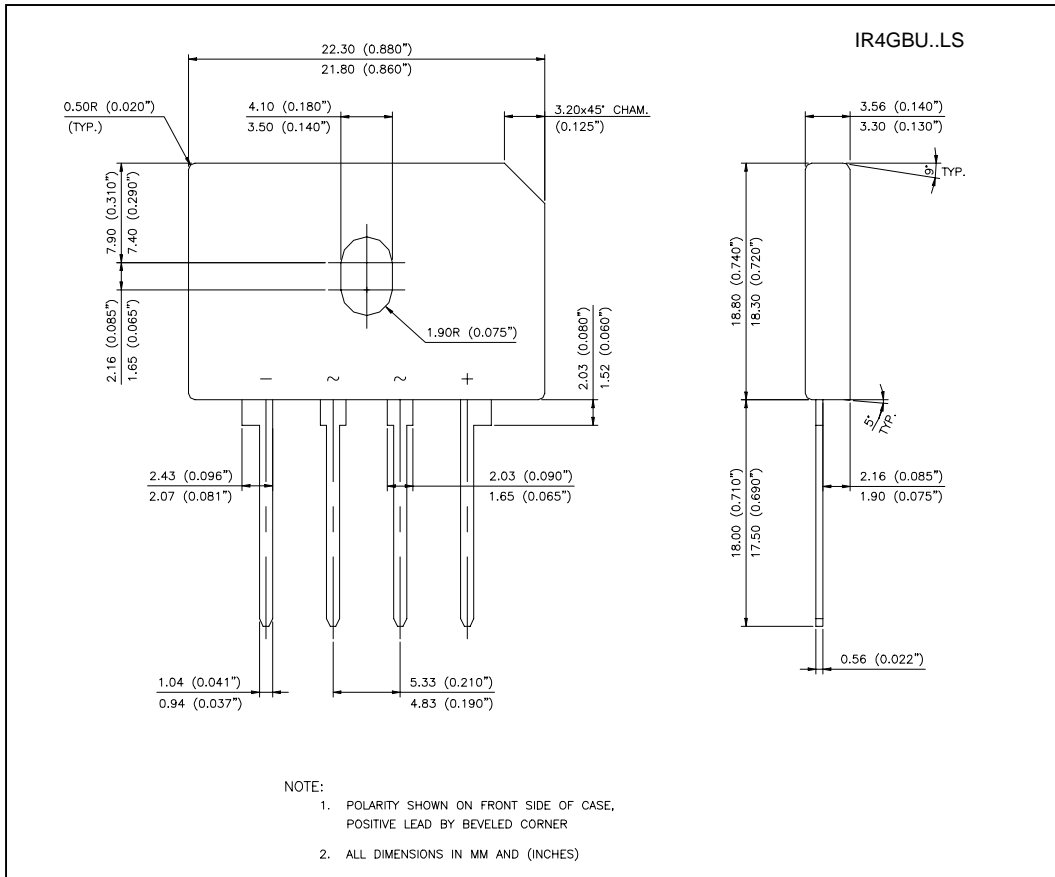 IR4GBU..LS
22.30 (0.880")
21.80 (0.860")
0.50R (0.020")
(TYP.)
4.10 (0.180")
3.50 (0.140")
3.20x45° CHAM.
(0.125")
3.56 (0.140")
3.30 (0.130")
9°
TYP.
7.90 (0.310")
7.40 (0.290")
2.16 (0.085")
1.65 (0.065")
1.90R (0.075")
2.03 (0.080")
1.52 (0.060")
18.80 (0.740")
18.30 (0.720")
− ~ ~ +
5°
TYP.
2.43 (0.096")
2.07 (0.081")
2.03 (0.090")
1.65 (0.065")
18.00 (0.710")
17.50 (0.690")
2.16 (0.085")
1.90 (0.075")
0.56 (0.022")
1.04 (0.041")
0.94 (0.037")
5.33 (0.210")
4.83 (0.190")
NOTE:
1. POLARITY SHOWN ON FRONT SIDE OF CASE,
POSITIVE LEAD BY BEVELED CORNER
2. ALL DIMENSIONS IN MM AND (INCHES)